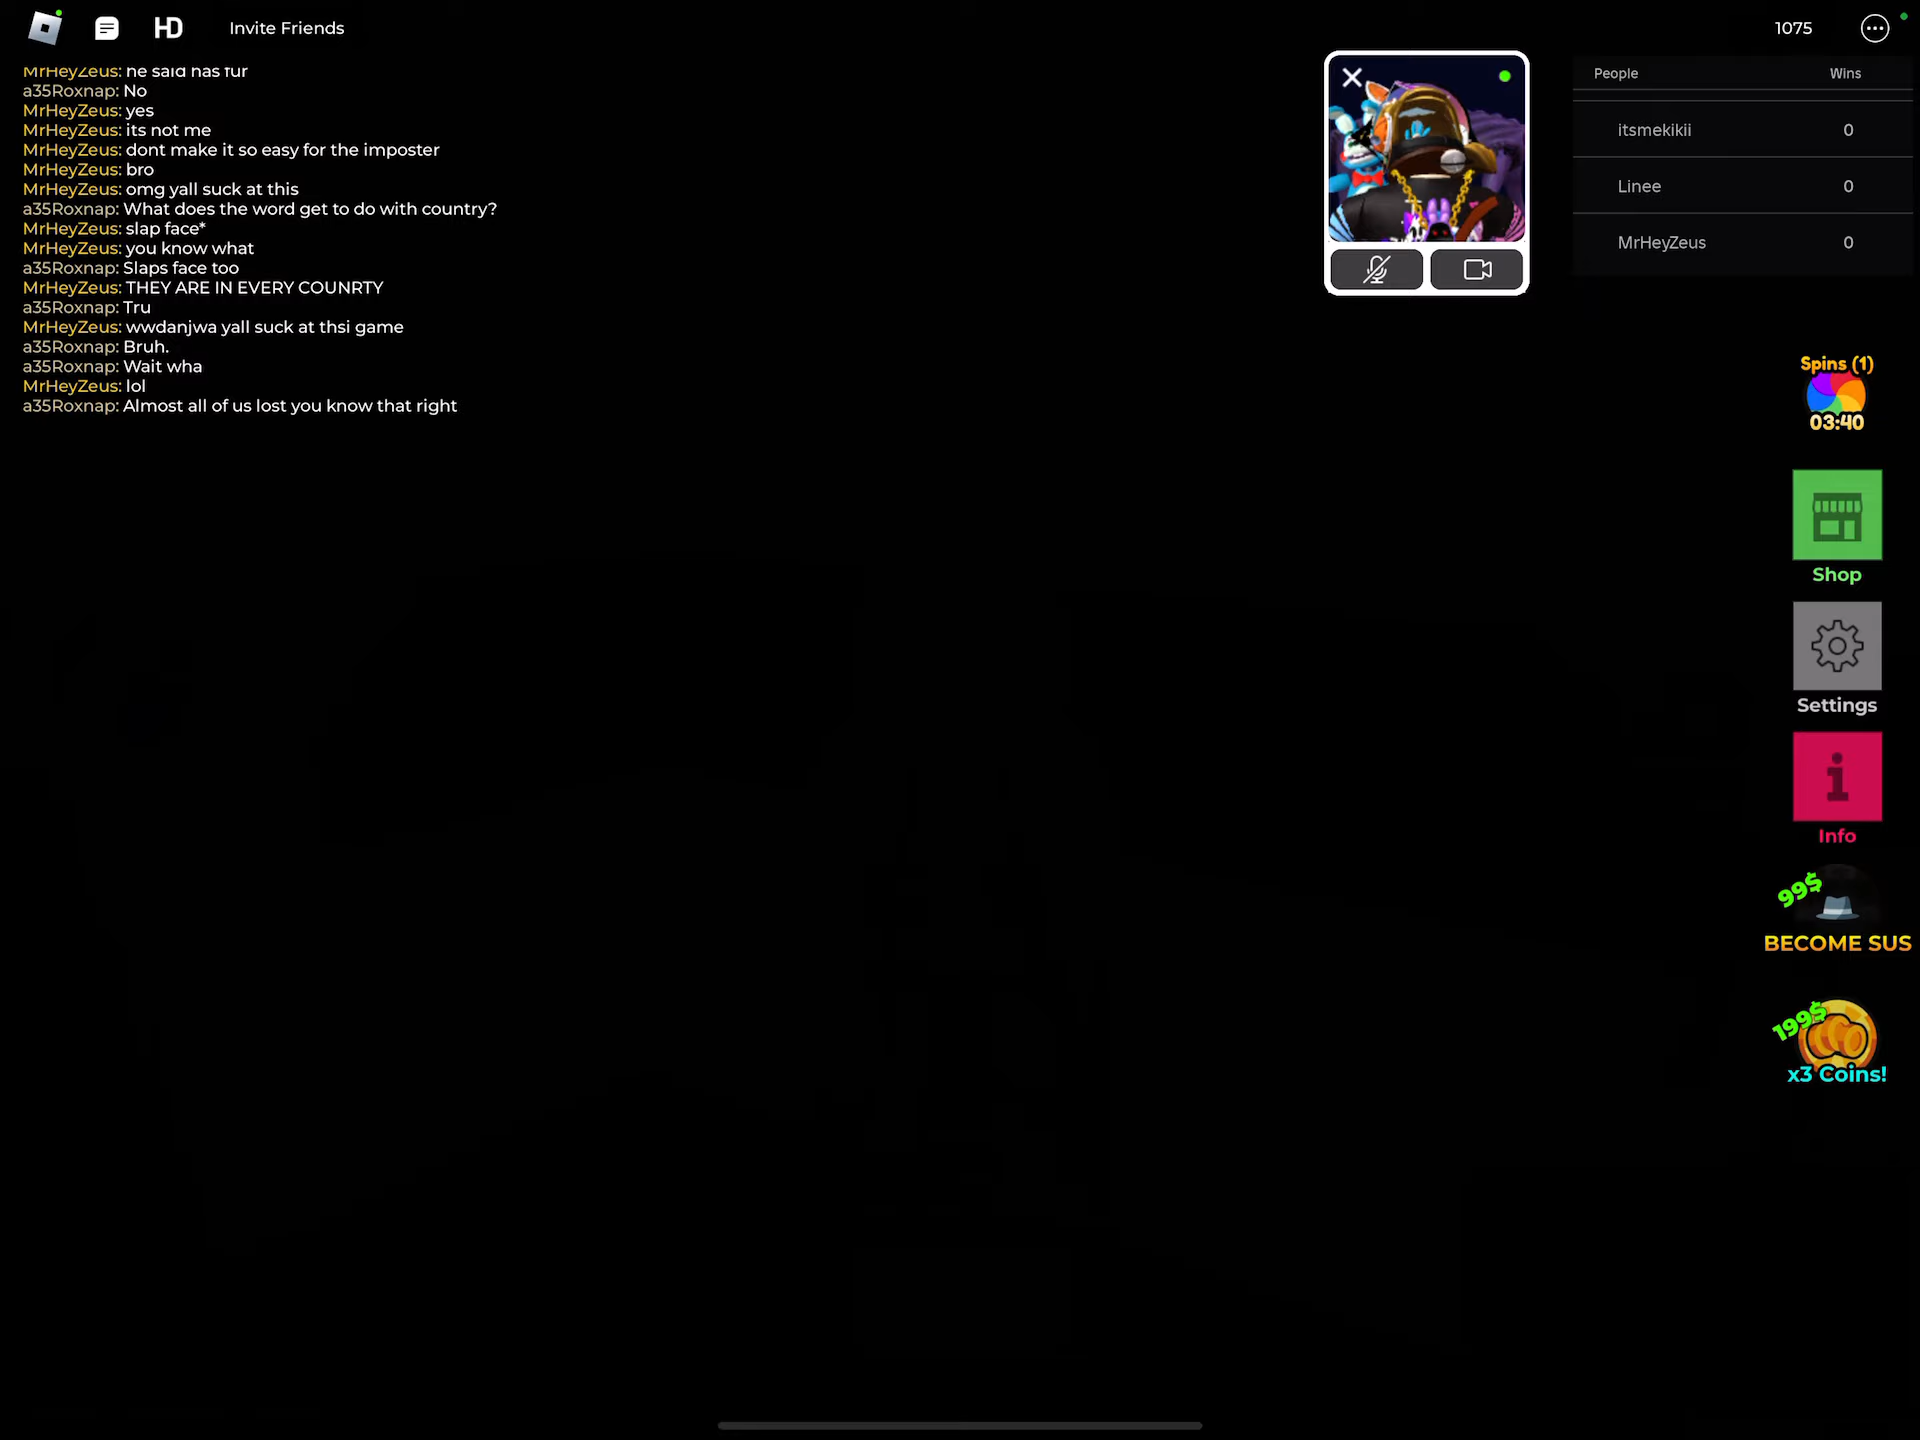 HD
Invite Friends
1075
MrHeyZeus: he said has fur
a35Roxnap: No
MrHeyZeus: yes
MrHeyZeus: its not me
MrHeyZeus: dont make it so easy for the imposter
MrHeyZeus: bro
MrHeyZeus: omg yall suck at this
a35Roxnap: What does the word get to do with country?
MrHeyZeus: slap face*
MrHeyZeus: you know what
a35Roxnap: Slaps face too
MrHeyZeus: THEY ARE IN EVERY COUNRTY
a35Roxnap: Tru
MrHeyZeus: wwdanjwa yall suck at thsi game
a35Roxnap: Bruh.
a35Roxnap: Wait wha
MrHeyZeus: lol
a35Roxnap: Almost all of us lost you know that right
People Wins
itsmekikii 0
Linee 0
MrHeyZeus 0
Spins (1)
03:40
Shop
Settings
i
Info
99$
BECOME SUS
199$
x3 Coins!